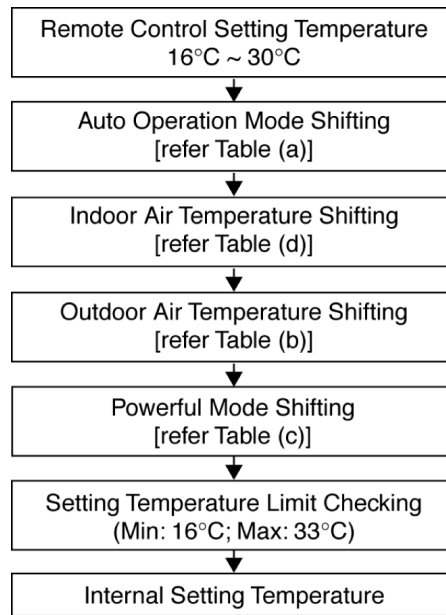 Remote Control Setting Temperature
16°C ~ 30°C
Auto Operation Mode Shifting
[refer Table (a)]
Indoor Air Temperature Shifting
[refer Table (d)]
Outdoor Air Temperature Shifting
[refer Table (b)]
Powerful Mode Shifting
[refer Table (c)]
Setting Temperature Limit Checking
(Min: 16°C; Max: 33°C)
Internal Setting Temperature